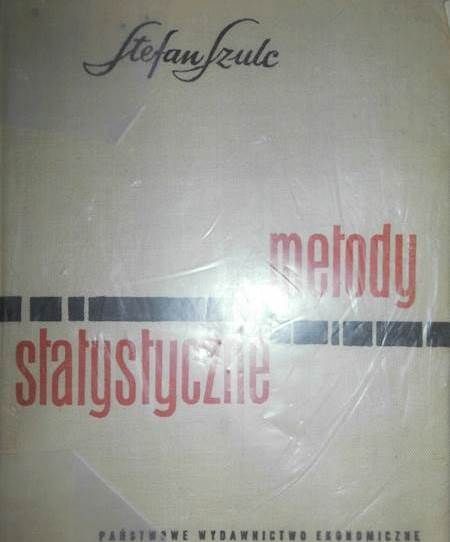 Stefan Szulc
metody
statystyczne
PAŃSTWOWE WYDAWNICTWO EKONOMICZNE